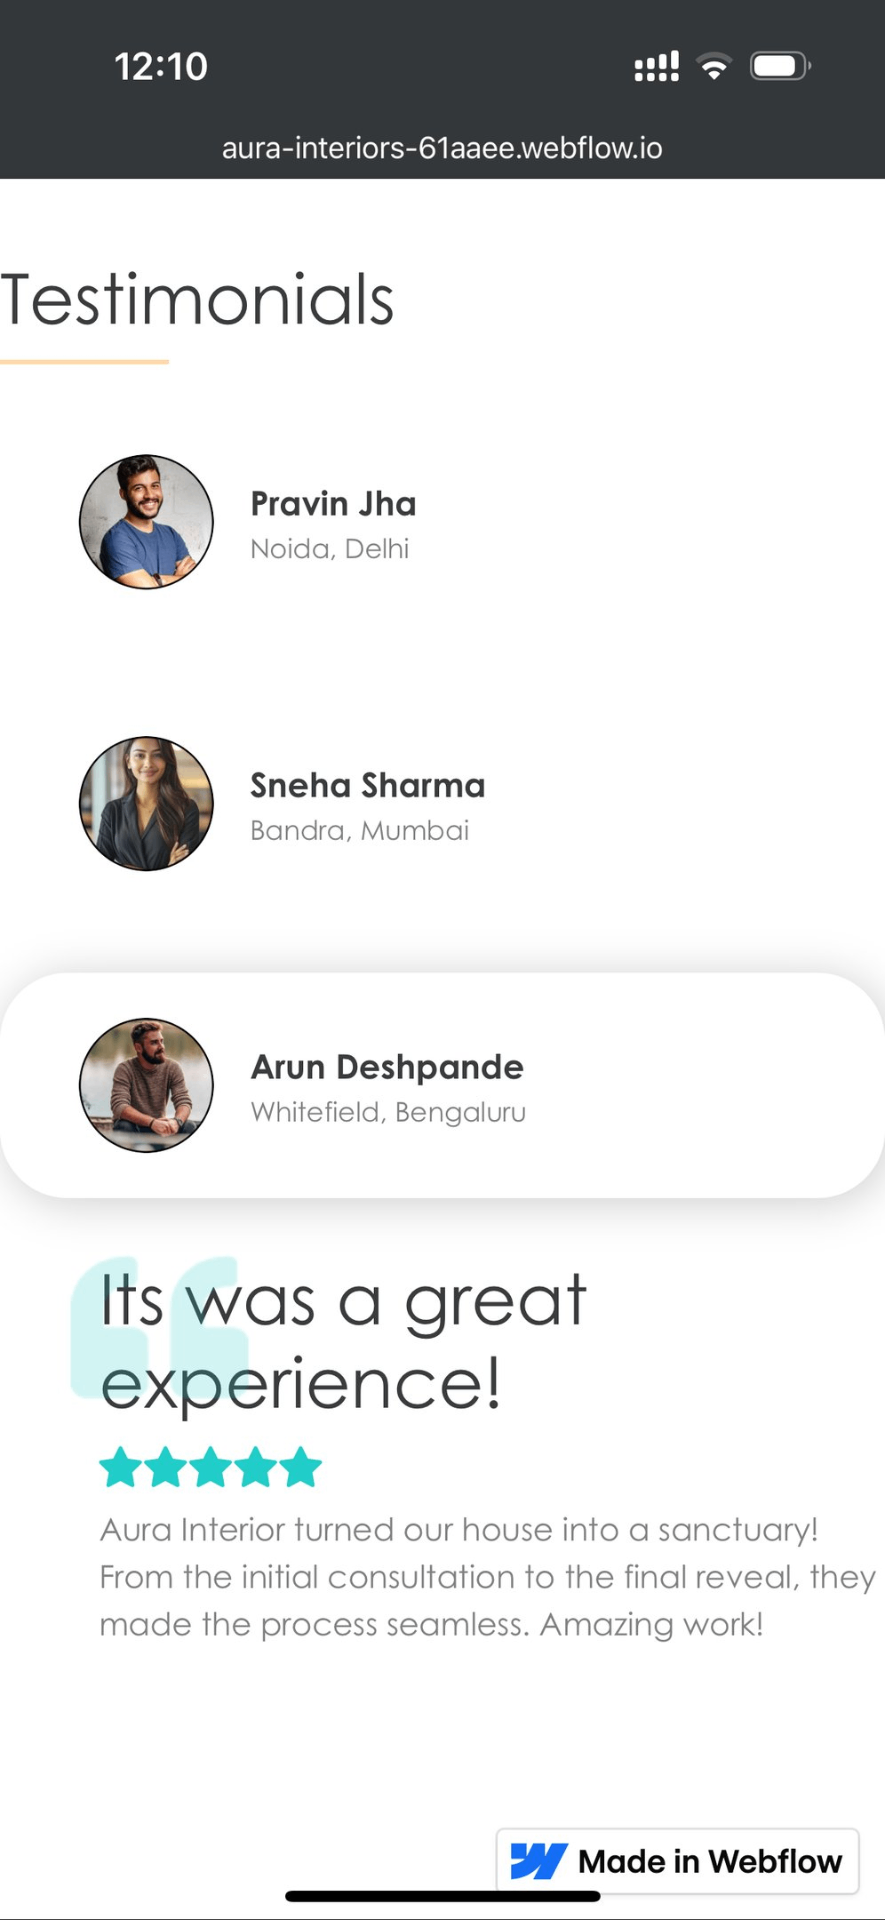 12:10
aura-interiors-61aaee.webflow.io
Testimonials
Pravin Jha
Noida, Delhi
Sneha Sharma
Bandra, Mumbai
Arun Deshpande
Whitefield, Bengaluru
Its was a great
experience!
Aura Interior turned our house into a sanctuary!
From the initial consultation to the final reveal, they
made the process seamless. Amazing work!
Made in Webflow